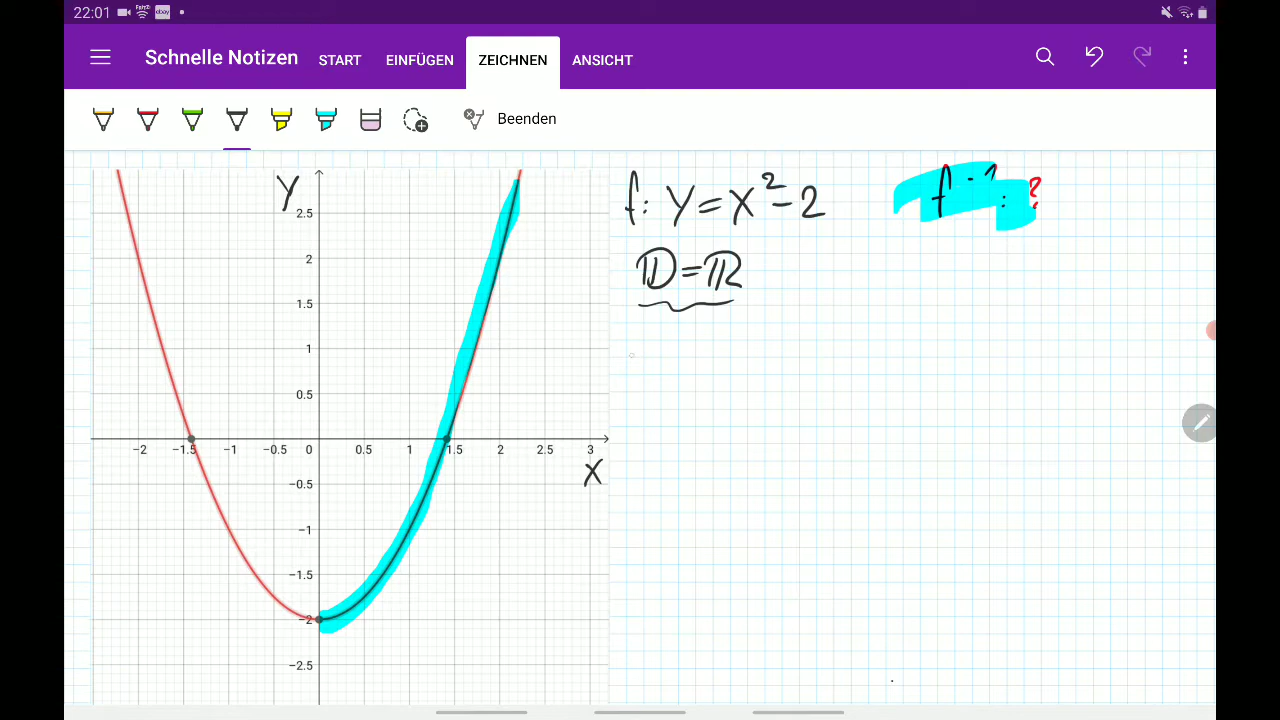 22:01
Schnelle Notizen START EINFÜGEN ZEICHNEN ANSICHT
Beenden
Y
f: y = x² - 2
f⁻¹: ?
𝔻 = ℝ
2.5
2
1.5
1
0.5
−2 −1.5 −1 −0.5 0 0.5 1 1.5 2 2.5 3
X
−0.5
−1
−1.5
−2
−2.5